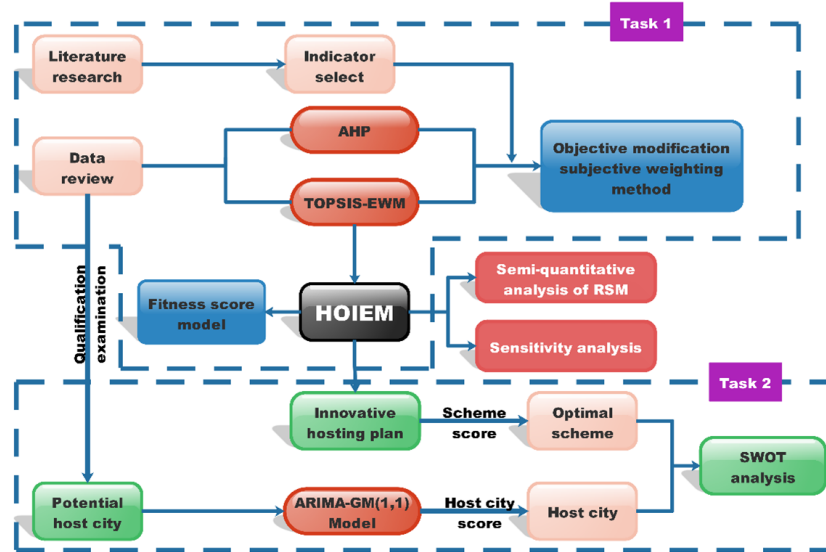 Task 1
Literature
research
Indicator
select
AHP
Data
review
Objective modification
subjective weighting
method
TOPSIS-EWM
Qualification
examination
Fitness score
model
HOIEM
Semi-quantitative
analysis of RSM
Sensitivity analysis
Task 2
Innovative
hosting plan
Scheme
score
Optimal
scheme
SWOT
analysis
Potential
host city
ARIMA-GM(1,1)
Model
Host city
score
Host city